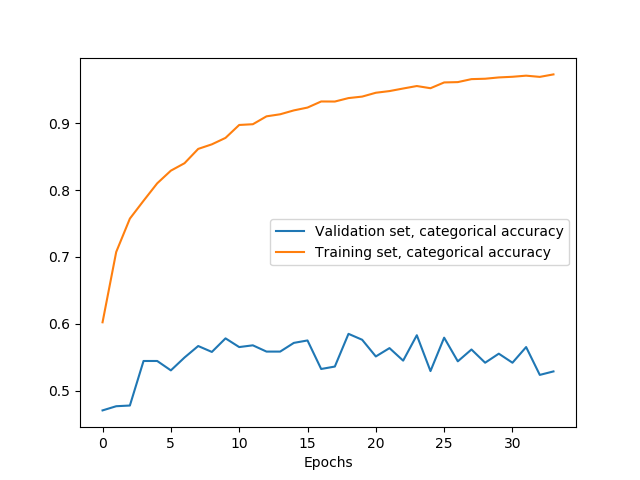 0.9
0.8
0.7
0.6
0.5
Validation set, categorical accuracy
Training set, categorical accuracy
0 5 10 15 20 25 30
Epochs